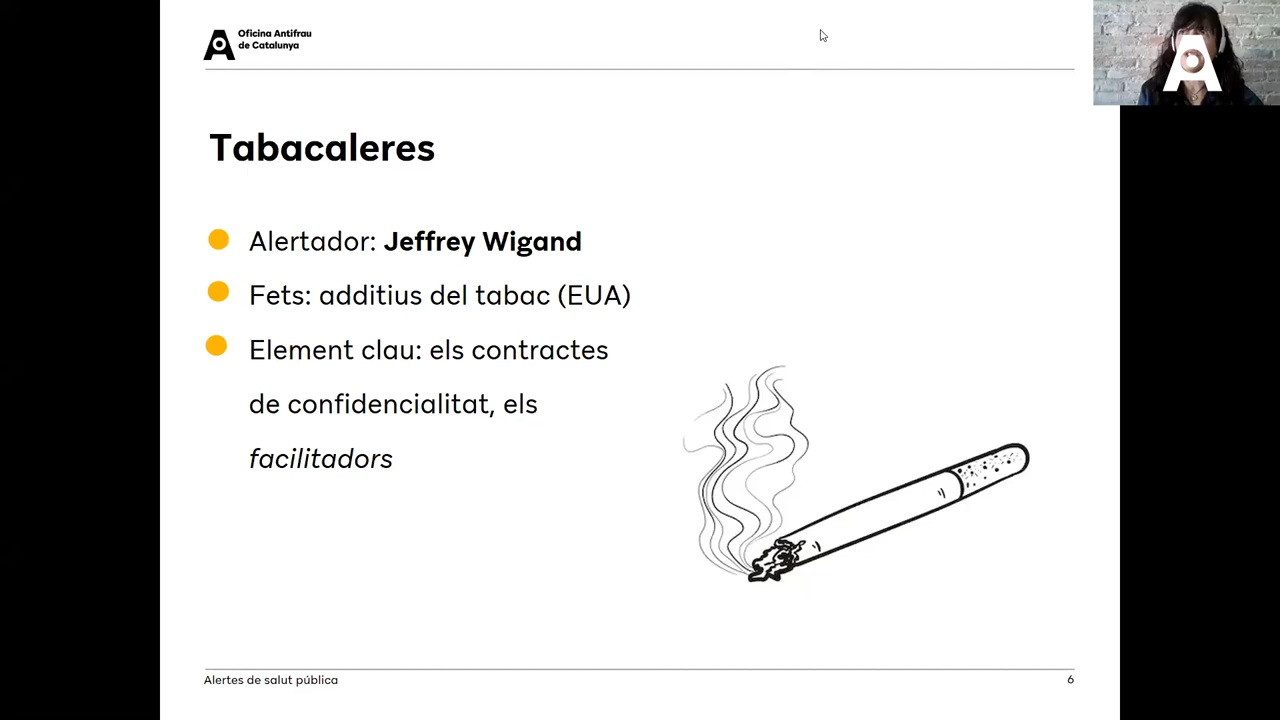 Oficina Antifrau
de Catalunya
Tabacaleres
Alertador: Jeffrey Wigand
Fets: additius del tabac (EUA)
Element clau: els contractes
de confidencialitat, els
facilitadors
Alertes de salut pública
6